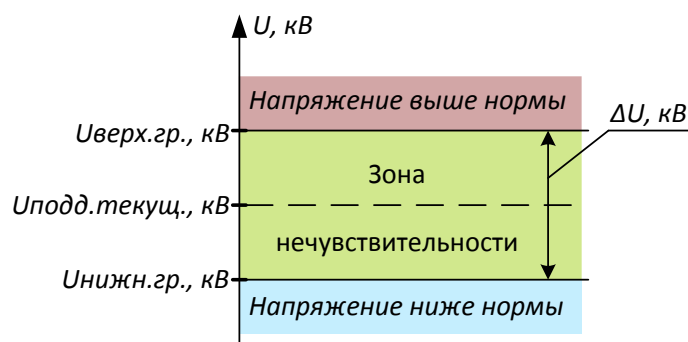 U, кВ
Напряжение выше нормы
ΔU, кВ
Uверх.гр., кВ
Зона
Uподд.текущ., кВ
нечувствительности
Uнижн.гр., кВ
Напряжение ниже нормы